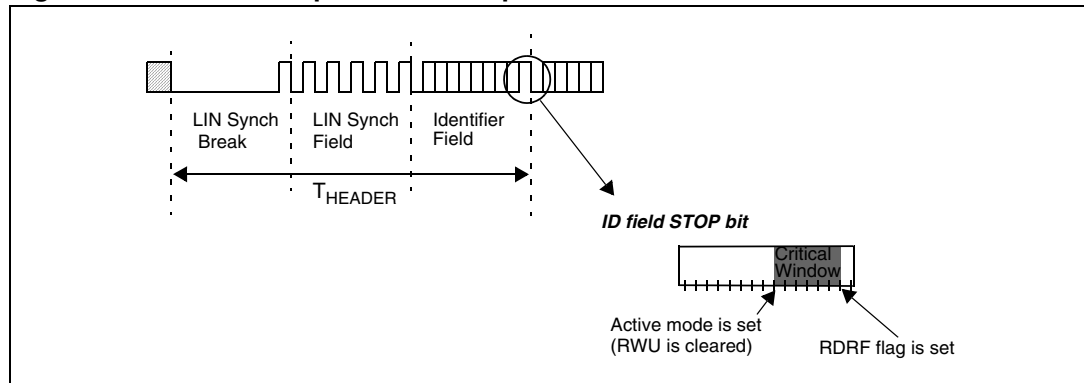 LIN Synch
Break
LIN Synch
Field
Identifier
Field
THEADER
ID field STOP bit
Critical
Window
Active mode is set
(RWU is cleared)
RDRF flag is set